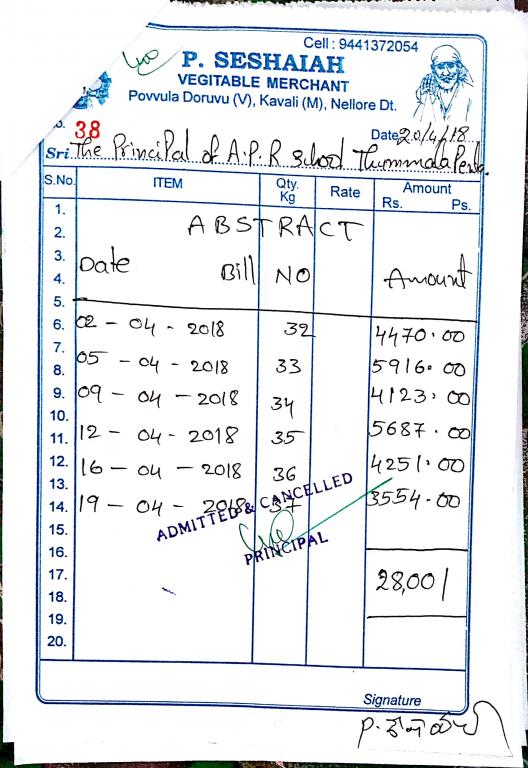 Cell : 9441372054
P. SESHAIAH
VEGITABLE MERCHANT
Povvula Doruvu (V), Kavali (M), Nellore Dt.
38
Date 20/4/18
Sri The Principal of A.P.R School
S.No. ITEM Qty. Kg Rate Amount Rs. Ps.
1.
2. ABSTRACT
3.
4. Date Bill NO Amount
5.
6. 02 - 04 - 2018 32 4470.00
7.
8. 05 - 04 - 2018 33 5916.00
9. 09 - 04 - 2018 34 4123.00
10.
11. 12 - 04 - 2018 35 5687.00
12. 16 - 04 - 2018 36 4251.00
13.
14. 19 - 04 - 2018 37 3554.00
ADMITTED & CANCELLED
PRINCIPAL
15.
16.
17. 28,001
18.
19.
20.
Signature